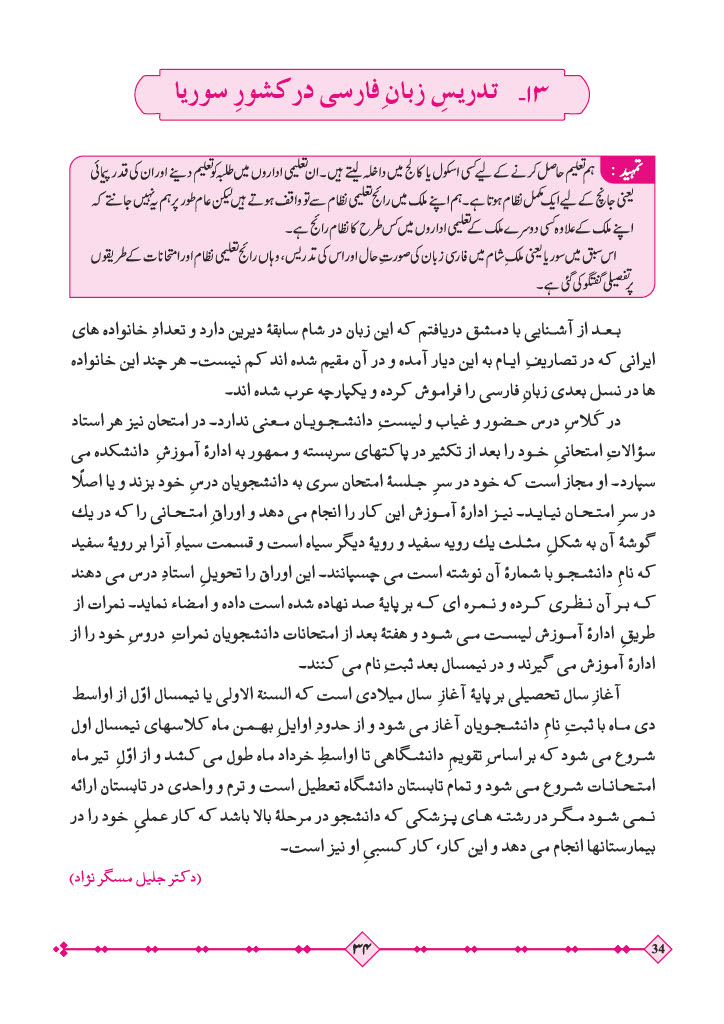 ۱۳۔ تدریسِ زبانِ فارسی در کشورِ سوریا
تمہید : ہم تعلیم حاصل کرنے کے لیے کسی اسکول یا کالج میں داخلہ لیتے ہیں۔ ان تعلیمی اداروں میں طلبہ کو تعلیم دینے اور ان کی قدر پیمائی
یعنی جانچ کے لیے ایک مکمل نظام ہوتا ہے۔ ہم اپنے ملک میں رائج تعلیمی نظام سے تو واقف ہوتے ہیں لیکن عام طور پر ہم یہ نہیں جانتے کہ
اپنے ملک کے علاوہ کسی دوسرے ملک کے تعلیمی اداروں میں کس طرح کا نظام رائج ہے۔
اس سبق میں سوریا یعنی ملکِ شام میں فارسی زبان کی صورتِ حال اور اس کی تدریس، وہاں رائج تعلیمی نظام اور امتحانات کے طریقوں
پر تفصیلی گفتگو کی گئی ہے۔
بعد از آشنایی با دمشق دریافتم که این زبان در شام سابقۀ دیرین دارد و تعدادِ خانواده های
ایرانی که در تصاریفِ ایام به این دیار آمده و در آن مقیم شده اند کم نیست۔ هر چند این خانواده
ها در نسل بعدی زبانِ فارسی را فراموش کرده و یکپارچه عرب شده اند۔
در کَلاسِ درس حضور و غیاب و لیستِ دانشجویان معنی ندارد۔ در امتحان نیز هر استاد
سؤالاتِ امتحانیِ خود را بعد از تکثیر در پاکتهای سربسته و ممهور به ادارۀ آموزشِ دانشکده می
سپارد۔ او مجاز است که خود در سرِ جلسۀ امتحان سری به دانشجویان درسِ خود بزند و یا اصلًا
در سرِ امتحان نیاید۔ نیز ادارۀ آموزش این کار را انجام می دهد و اوراقِ امتحانی را که در یك
گوشۀ آن به شکلِ مثلث یك رویه سفید و رویۀ دیگر سیاه است و قسمت سیاهِ آنرا بر رویۀ سفید
که نامِ دانشجو با شمارۀ آن نوشته است می چسپانند۔ این اوراق را تحویلِ استادِ درس می دهند
که بر آن نظری کرده و نمره ای که بر پایۀ صد نهاده شده است داده و امضاء نماید۔ نمرات از
طریقِ ادارۀ آموزش لیست می شود و هفتۀ بعد از امتحانات دانشجویان نمراتِ دروسِ خود را از
ادارۀ آموزش می گیرند و در نیمسال بعد ثبتِ نام می کنند۔
آغازِ سال تحصیلی بر پایۀ آغازِ سال میلادی است که السنة الاولی یا نیمسال اوّل از اواسط
دی ماه با ثبتِ نامِ دانشجویان آغاز می شود و از حدودِ اوایلِ بهمن ماه کلاسهای نیمسال اول
شروع می شود که بر اساسِ تقویمِ دانشگاهی تا اواسطِ خرداد ماه طول می کشد و از اوّلِ تیر ماه
امتحانات شروع می شود و تمام تابستان دانشگاه تعطیل است و ترم و واحدی در تابستان ارائه
نمی شود مگر در رشته های پزشکی که دانشجو در مرحلۀ بالا باشد که کار عملیِ خود را در
بیمارستانها انجام می دهد و این کار، کار کسبیِ او نیز است۔
(دکتر جلیل مسگر نژاد)
۳۴
34